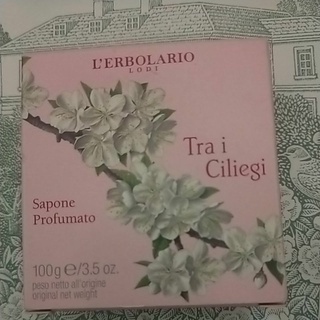 L'ERBOLARIO
LODI
Tra i
Ciliegi
Sapone
Profumato
100g e/3.5 oz.
peso netto all'origine
original net weight